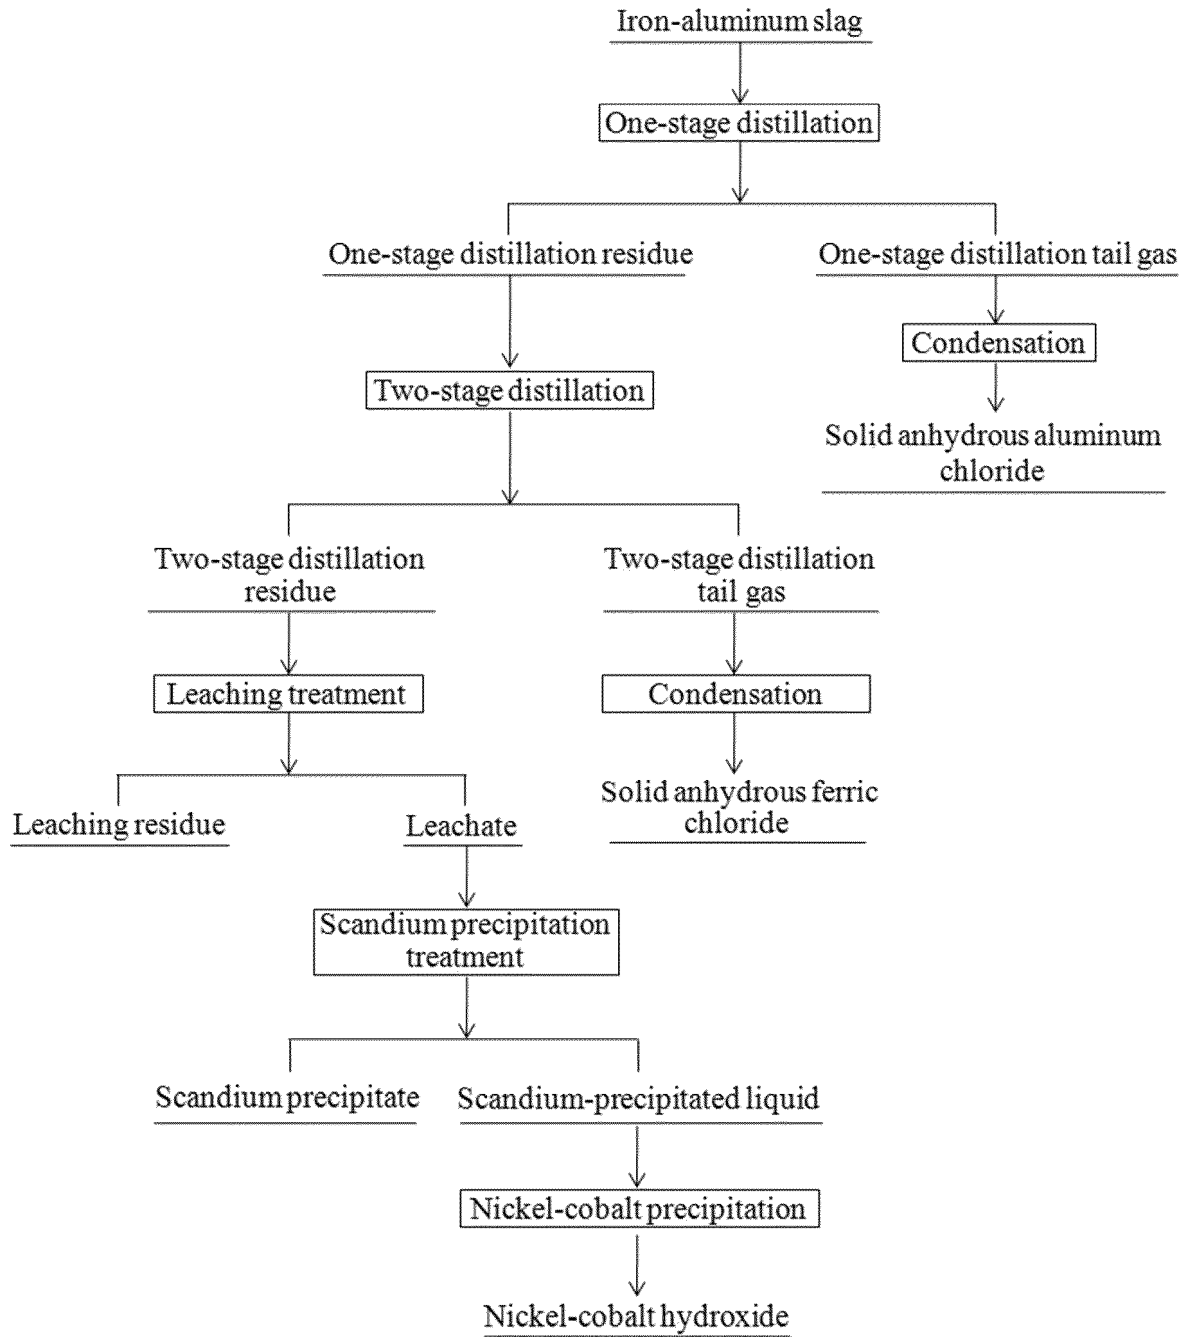 Iron-aluminum slag
One-stage distillation
One-stage distillation residue
One-stage distillation tail gas
Condensation
Two-stage distillation
Solid anhydrous aluminum
chloride
Two-stage distillation
residue
Two-stage distillation
tail gas
Leaching treatment
Condensation
Solid anhydrous ferric
chloride
Leaching residue
Leachate
Scandium precipitation
treatment
Scandium precipitate
Scandium-precipitated liquid
Nickel-cobalt precipitation
Nickel-cobalt hydroxide